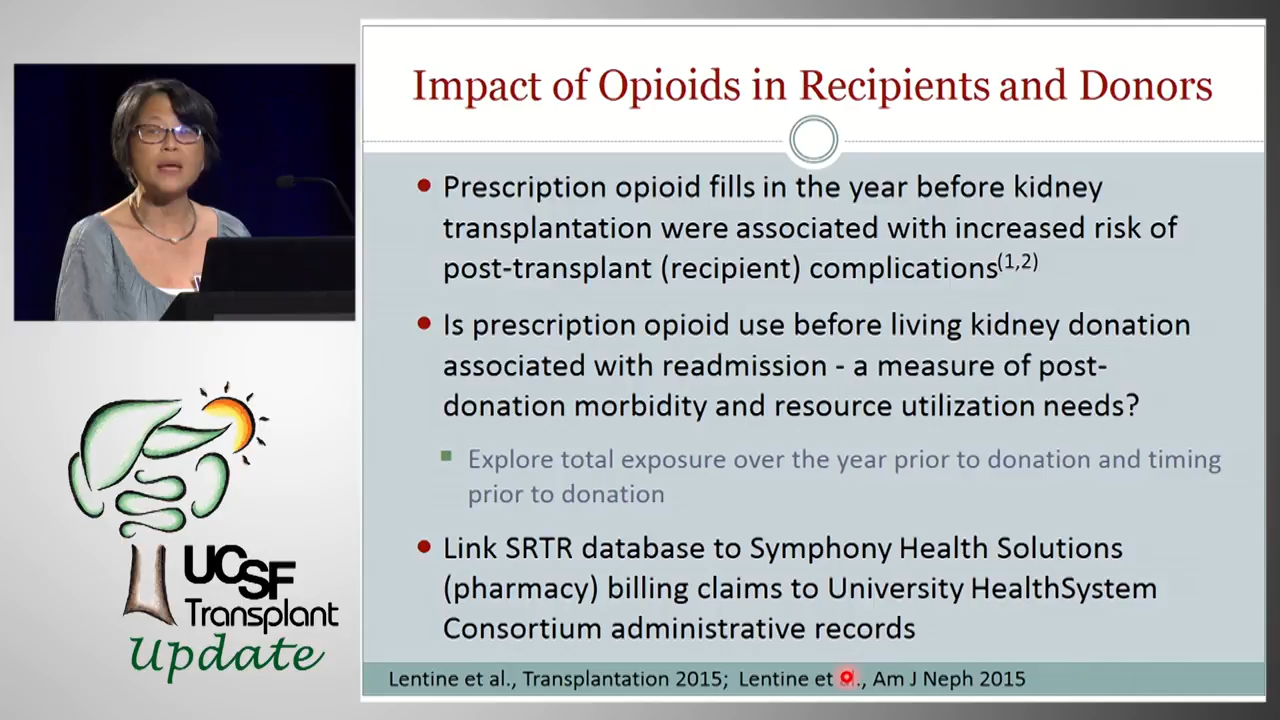 Impact of Opioids in Recipients and Donors
• Prescription opioid fills in the year before kidney
transplantation were associated with increased risk of
post-transplant (recipient) complications(1,2)
• Is prescription opioid use before living kidney donation
associated with readmission - a measure of post-
donation morbidity and resource utilization needs?
▪ Explore total exposure over the year prior to donation and timing
prior to donation
• Link SRTR database to Symphony Health Solutions
(pharmacy) billing claims to University HealthSystem
Consortium administrative records
Lentine et al., Transplantation 2015; Lentine et ., Am J Neph 2015
UCSF
Transplant
Update